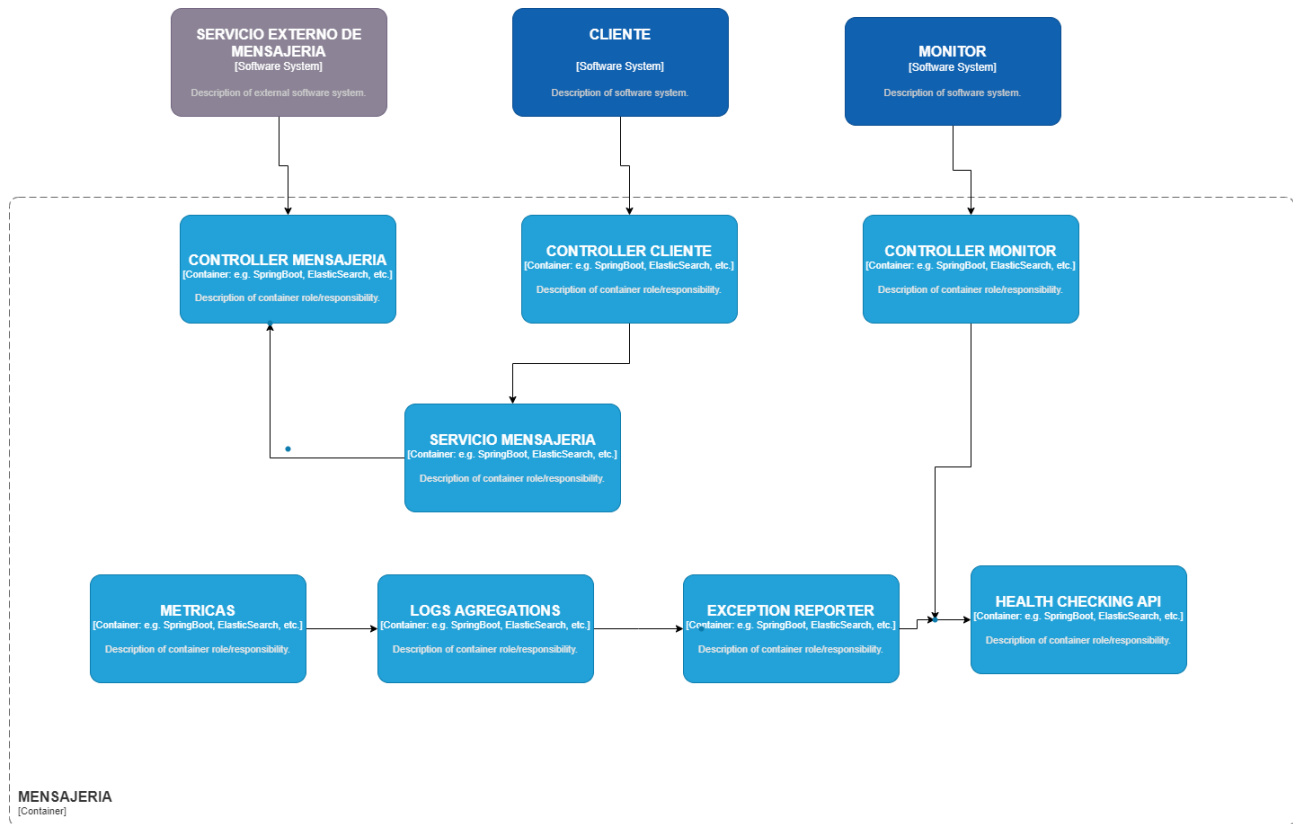 SERVICIO EXTERNO DE
MENSAJERIA
[Software System]
Description of external software system.
CLIENTE
[Software System]
Description of software system.
MONITOR
[Software System]
Description of software system.
CONTROLLER MENSAJERIA
[Container: e.g. SpringBoot, ElasticSearch, etc.]
Description of container role/responsibility.
CONTROLLER CLIENTE
[Container: e.g. SpringBoot, ElasticSearch, etc.]
Description of container role/responsibility.
CONTROLLER MONITOR
[Container: e.g. SpringBoot, ElasticSearch, etc.]
Description of container role/responsibility.
SERVICIO MENSAJERIA
[Container: e.g. SpringBoot, ElasticSearch, etc.]
Description of container role/responsibility.
METRICAS
[Container: e.g. SpringBoot, ElasticSearch, etc.]
Description of container role/responsibility.
LOGS AGREGATIONS
[Container: e.g. SpringBoot, ElasticSearch, etc.]
Description of container role/responsibility.
EXCEPTION REPORTER
[Container: e.g. SpringBoot, ElasticSearch, etc.]
Description of container role/responsibility.
HEALTH CHECKING API
[Container: e.g. SpringBoot, ElasticSearch, etc.]
Description of container role/responsibility.
MENSAJERIA
[Container]